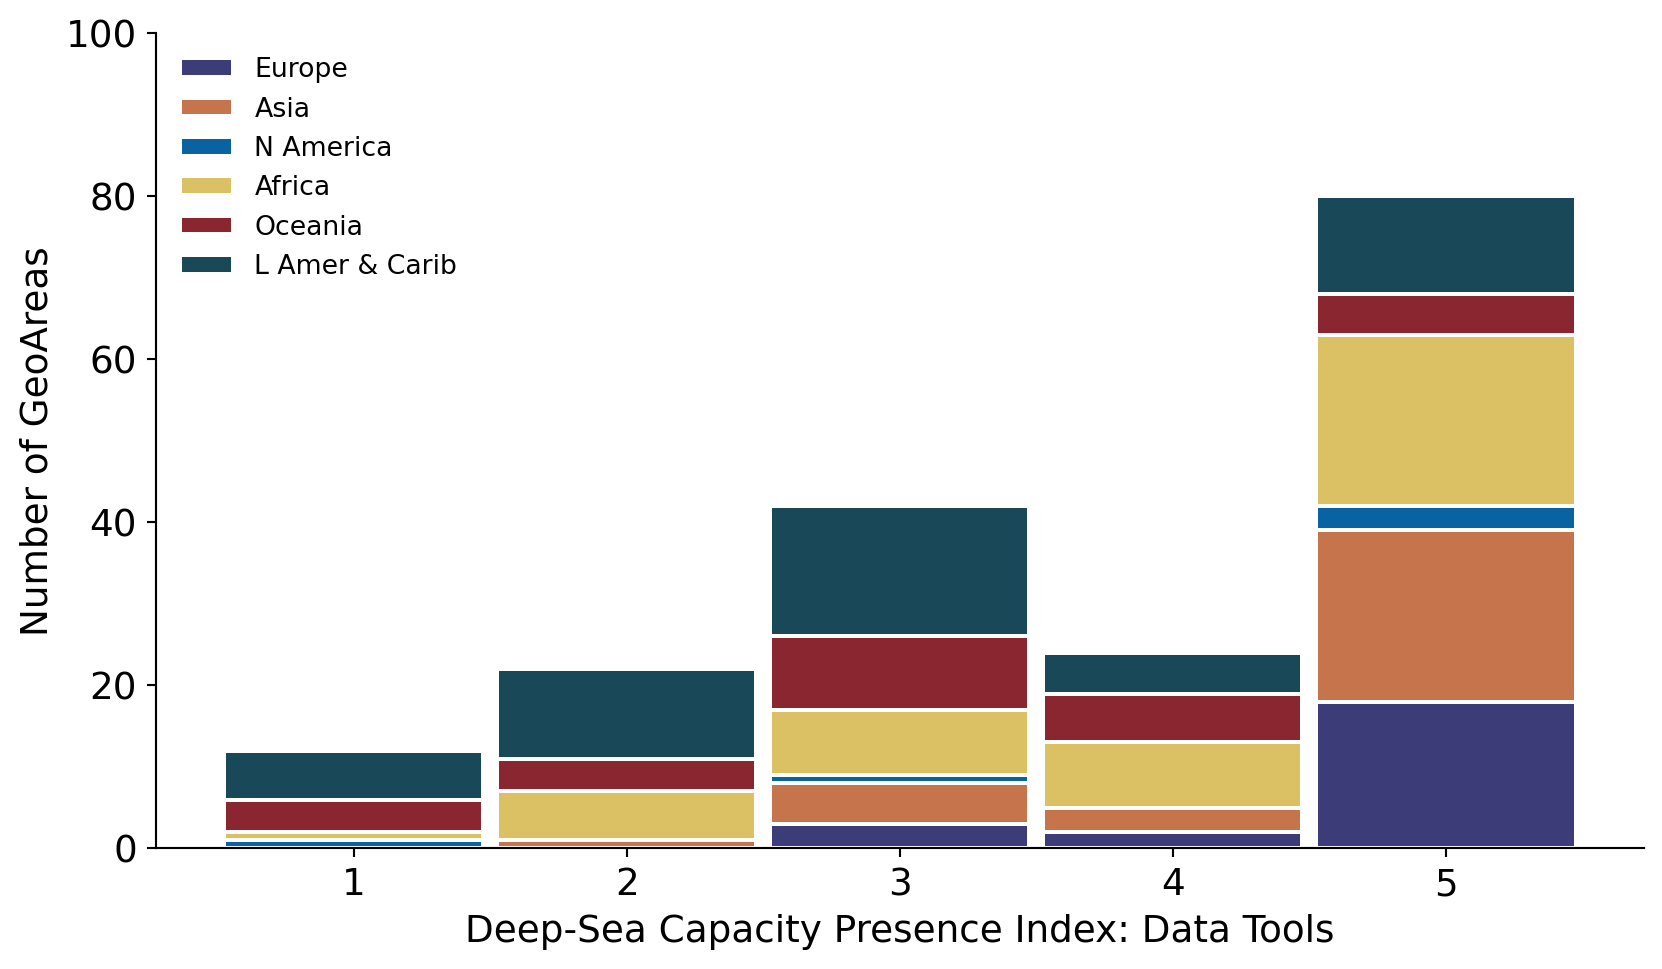 100
80
60
40
20
0
Number of GeoAreas
Europe
Asia
N America
Africa
Oceania
L Amer & Carib
1 2 3 4 5
Deep-Sea Capacity Presence Index: Data Tools